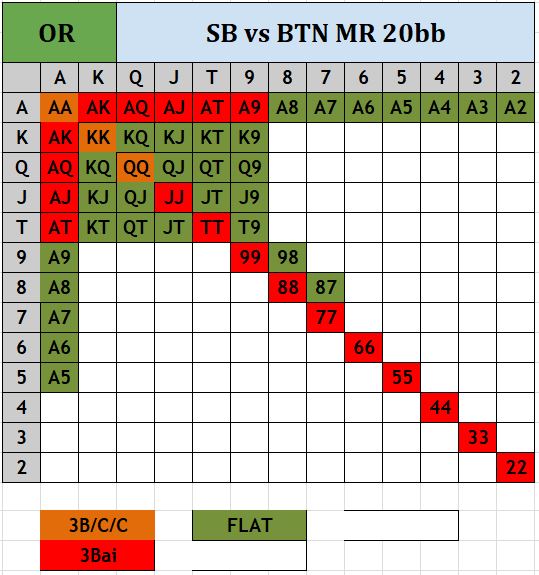 OR SB vs BTN MR 20bb
A K Q J T 9 8 7 6 5 4 3 2
A AA AK AQ AJ AT A9 A8 A7 A6 A5 A4 A3 A2
K AK KK KQ KJ KT K9
Q AQ KQ QQ QJ QT Q9
J AJ KJ QJ JJ JT J9
T AT KT QT JT TT T9
9 A9 99 98
8 A8 88 87
7 A7 77
6 A6 66
5 A5 55
4 44
3 33
2 22
3B/C/C FLAT
3Bai